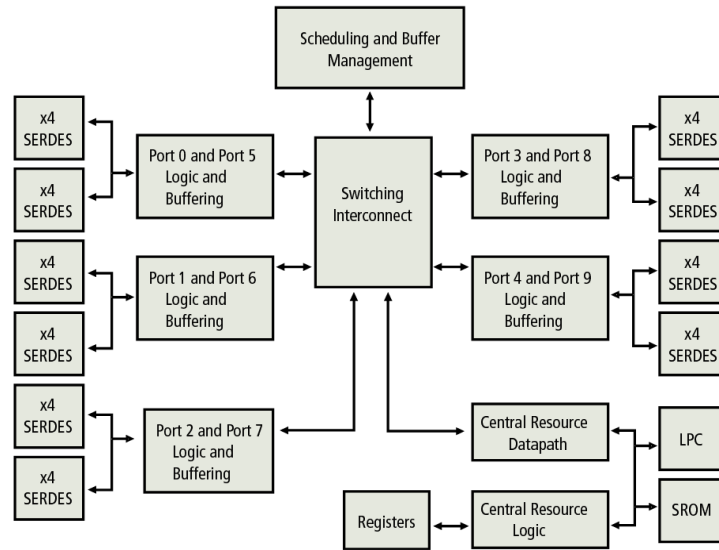 Scheduling and Buffer
Management
x4
SERDES
x4
SERDES
Port 0 and Port 5
Logic and
Buffering
Switching
Interconnect
Port 3 and Port 8
Logic and
Buffering
x4
SERDES
x4
SERDES
x4
SERDES
x4
SERDES
Port 1 and Port 6
Logic and
Buffering
Port 4 and Port 9
Logic and
Buffering
x4
SERDES
x4
SERDES
x4
SERDES
x4
SERDES
Port 2 and Port 7
Logic and
Buffering
Central Resource
Datapath
LPC
Registers
Central Resource
Logic
SROM